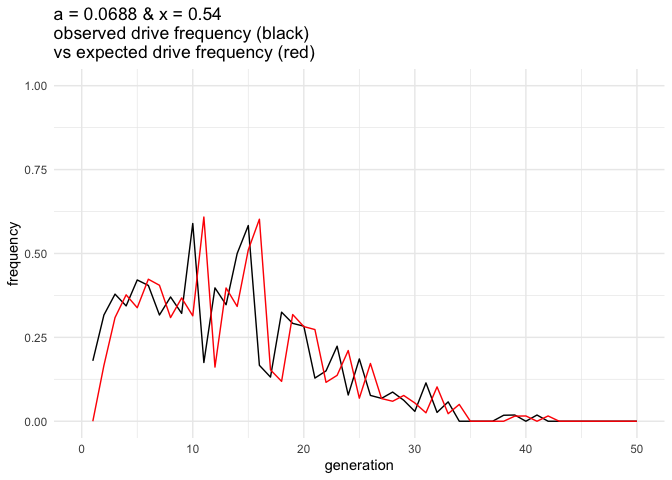 a = 0.0688 & x = 0.54
observed drive frequency (black)
vs expected drive frequency (red)
1.00
0.75
0.50
0.25
0.00
frequency
0 10 20 30 40 50
generation